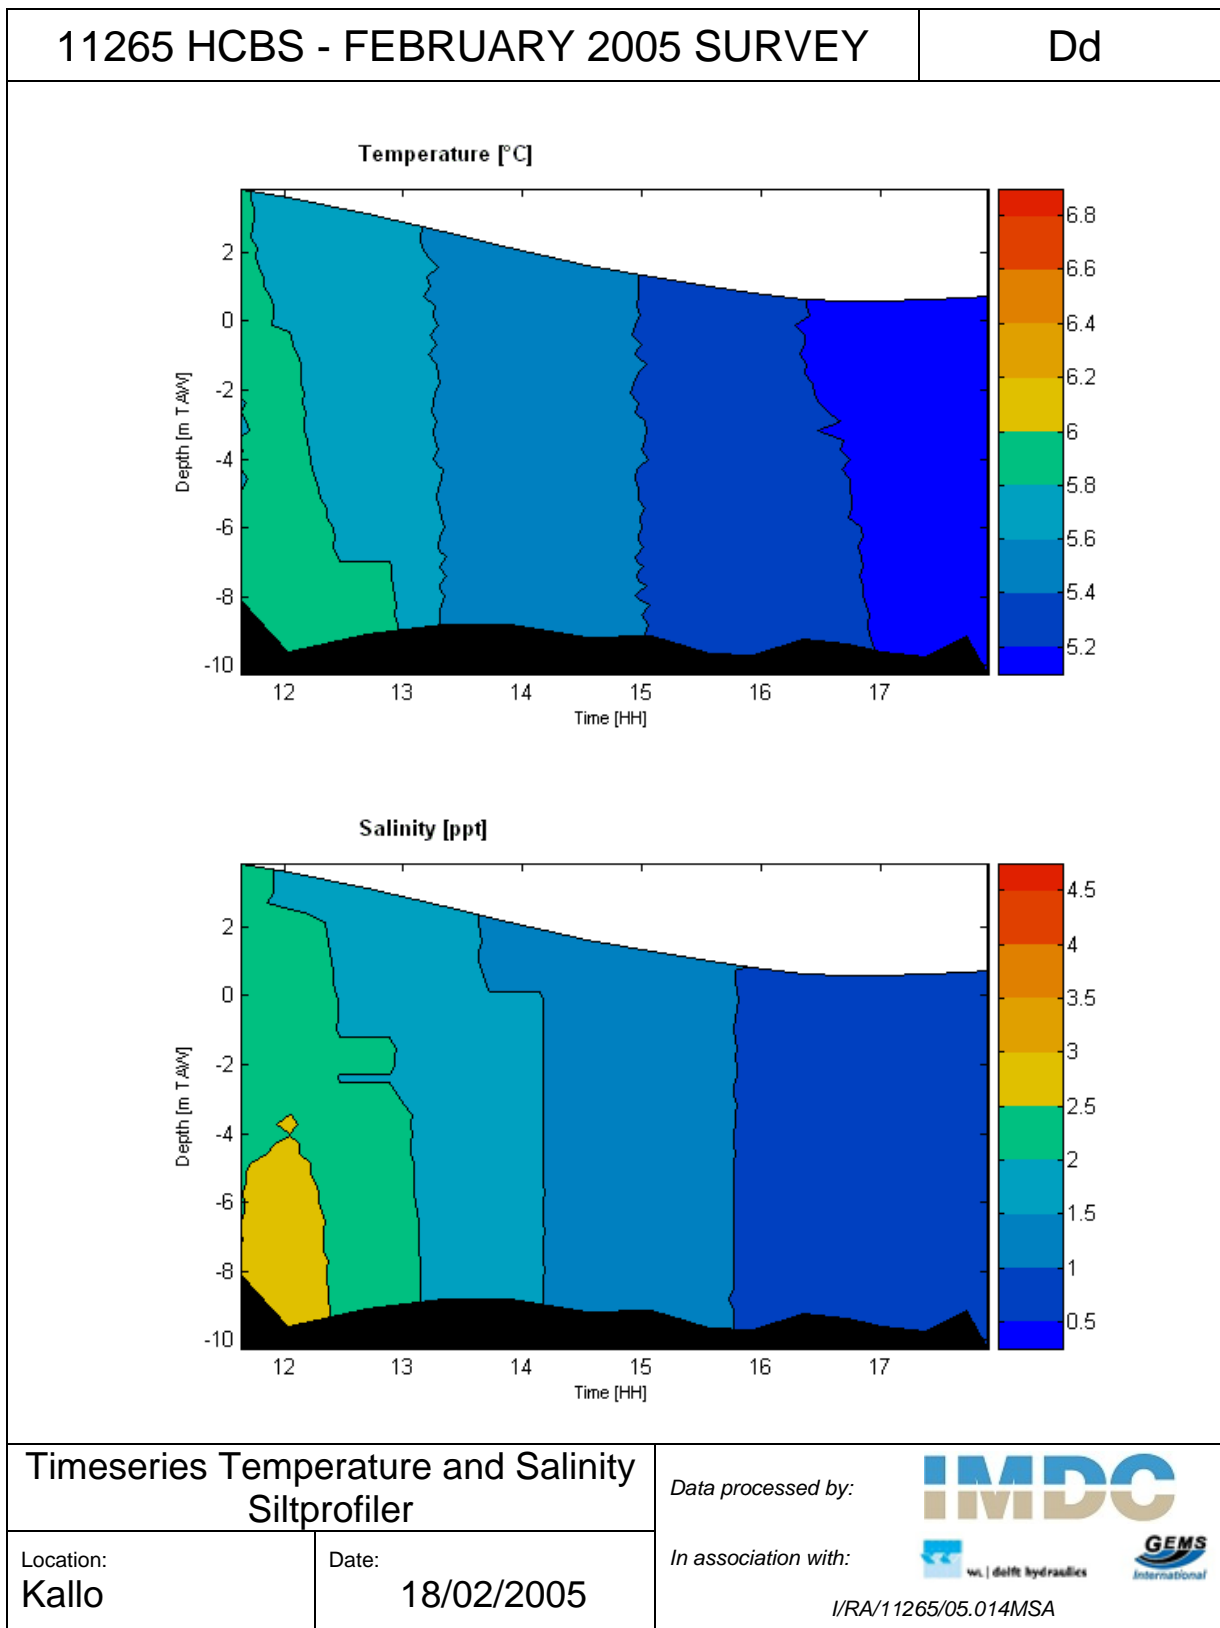 11265 HCBS - FEBRUARY 2005 SURVEY
Dd
Temperature [°C]
2
0
-2
-4
-6
-8
-10
Depth [m TAW]
12 13 14 15 16 17
Time [HH]
6.8
6.6
6.4
6.2
6
5.8
5.6
5.4
5.2
Salinity [ppt]
2
0
-2
-4
-6
-8
-10
Depth [m TAW]
12 13 14 15 16 17
Time [HH]
4.5
4
3.5
3
2.5
2
1.5
1
0.5
Timeseries Temperature and Salinity
Siltprofiler
Location:
Kallo
Date:
18/02/2005
Data processed by:
IMDC
In association with:
WL | delft hydraulics
GEMS
International
I/RA/11265/05.014MSA